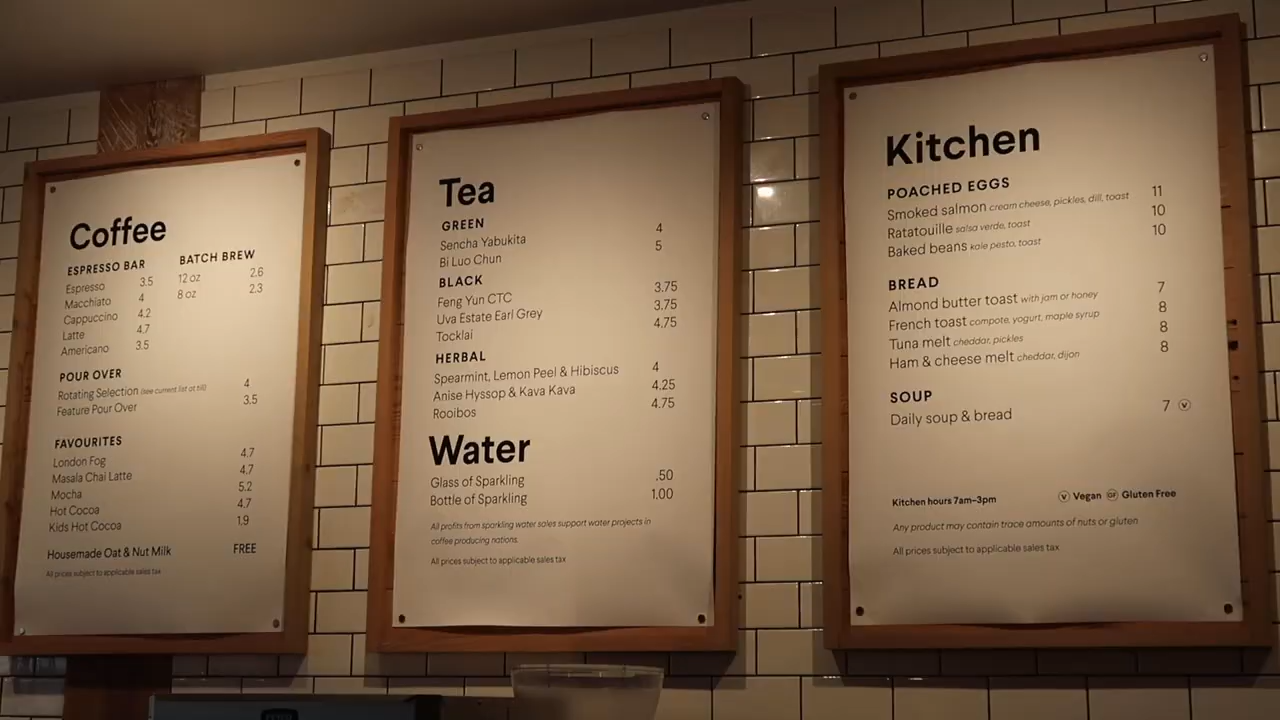 Coffee
ESPRESSO BAR
Espresso 3.5
Macchiato 4
Cappuccino 4.2
Latte 4.7
Americano 3.5
BATCH BREW
12 oz 2.6
8 oz 2.3
POUR OVER
Rotating Selection (see current list at till) 4
Feature Pour Over 3.5
FAVOURITES
London Fog 4.7
Masala Chai Latte 4.7
Mocha 5.2
Hot Cocoa 4.7
Kids Hot Cocoa 1.9
Housemade Oat & Nut Milk FREE
All prices subject to applicable sales tax
Tea
GREEN
Sencha Yabukita 4
Bi Luo Chun 5
BLACK
Feng Yun CTC 3.75
Uva Estate Earl Grey 3.75
Tocklai 4.75
HERBAL
Spearmint, Lemon Peel & Hibiscus 4
Anise Hyssop & Kava Kava 4.25
Rooibos 4.75
Water
Glass of Sparkling .50
Bottle of Sparkling 1.00
All profits from sparkling water sales support water projects in
coffee producing nations.
All prices subject to applicable sales tax
Kitchen
POACHED EGGS
Smoked salmon cream cheese, pickles, dill, toast 11
Ratatouille salsa verde, toast 10
Baked beans kale pesto, toast 10
BREAD
Almond butter toast with jam or honey 7
French toast compote, yogurt, maple syrup 8
Tuna melt cheddar, pickles 8
Ham & cheese melt cheddar, dijon 8
SOUP
Daily soup & bread 7 V
Kitchen hours 7am–3pm V Vegan GF Gluten Free
Any product may contain trace amounts of nuts or gluten
All prices subject to applicable sales tax